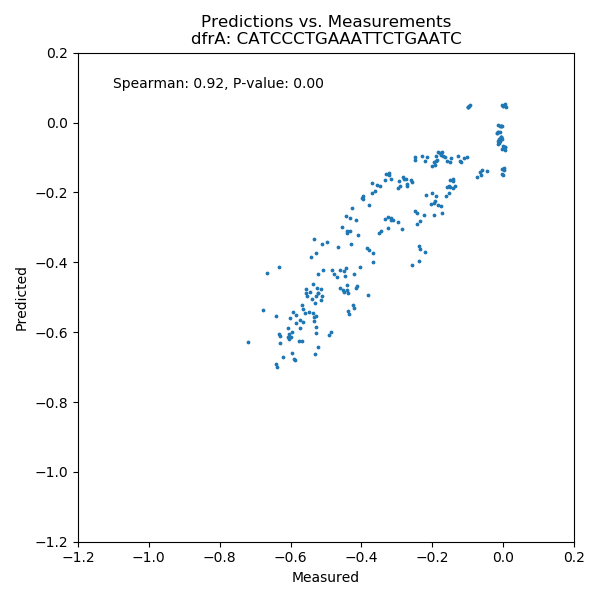 Predictions vs. Measurements
dfrA: CATCCCTGAAATTCTGAATC
0.2
Spearman: 0.92, P-value: 0.00
0.0
−0.2
−0.4
−0.6
−0.8
−1.0
−1.2
Predicted
−1.2 −1.0 −0.8 −0.6 −0.4 −0.2 0.0 0.2
Measured